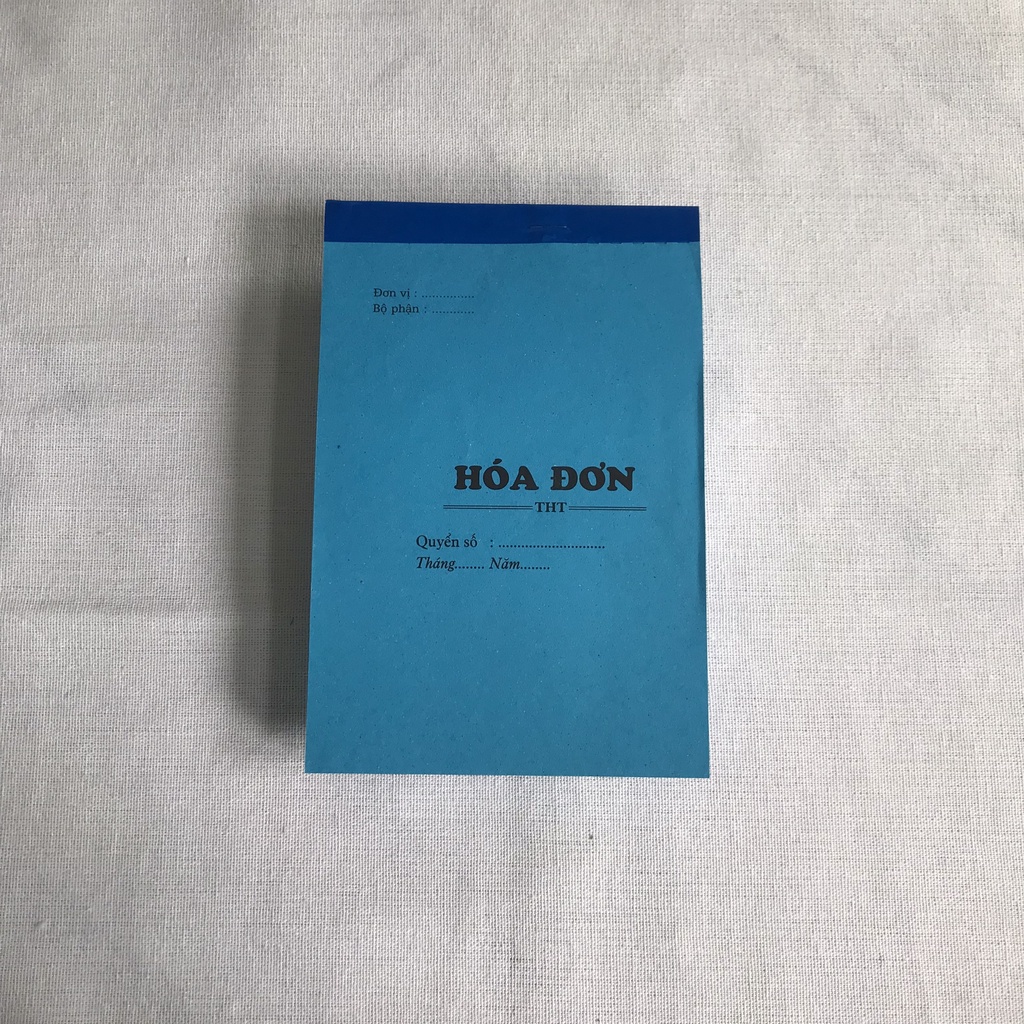 Đơn vị : ...............
Bộ phận : ............
HÓA ĐƠN
THT
Quyển số : .............................
Tháng........ Năm........